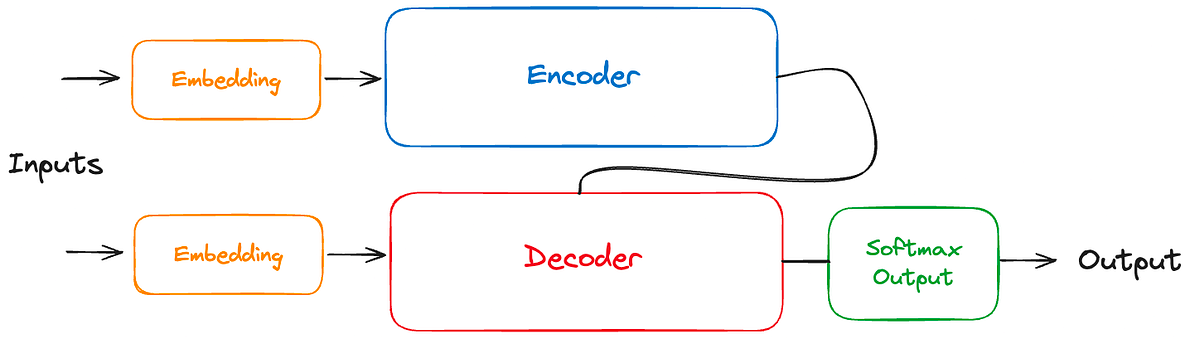 Embedding
Encoder
Inputs
Embedding
Decoder
Softmax
Output
Output